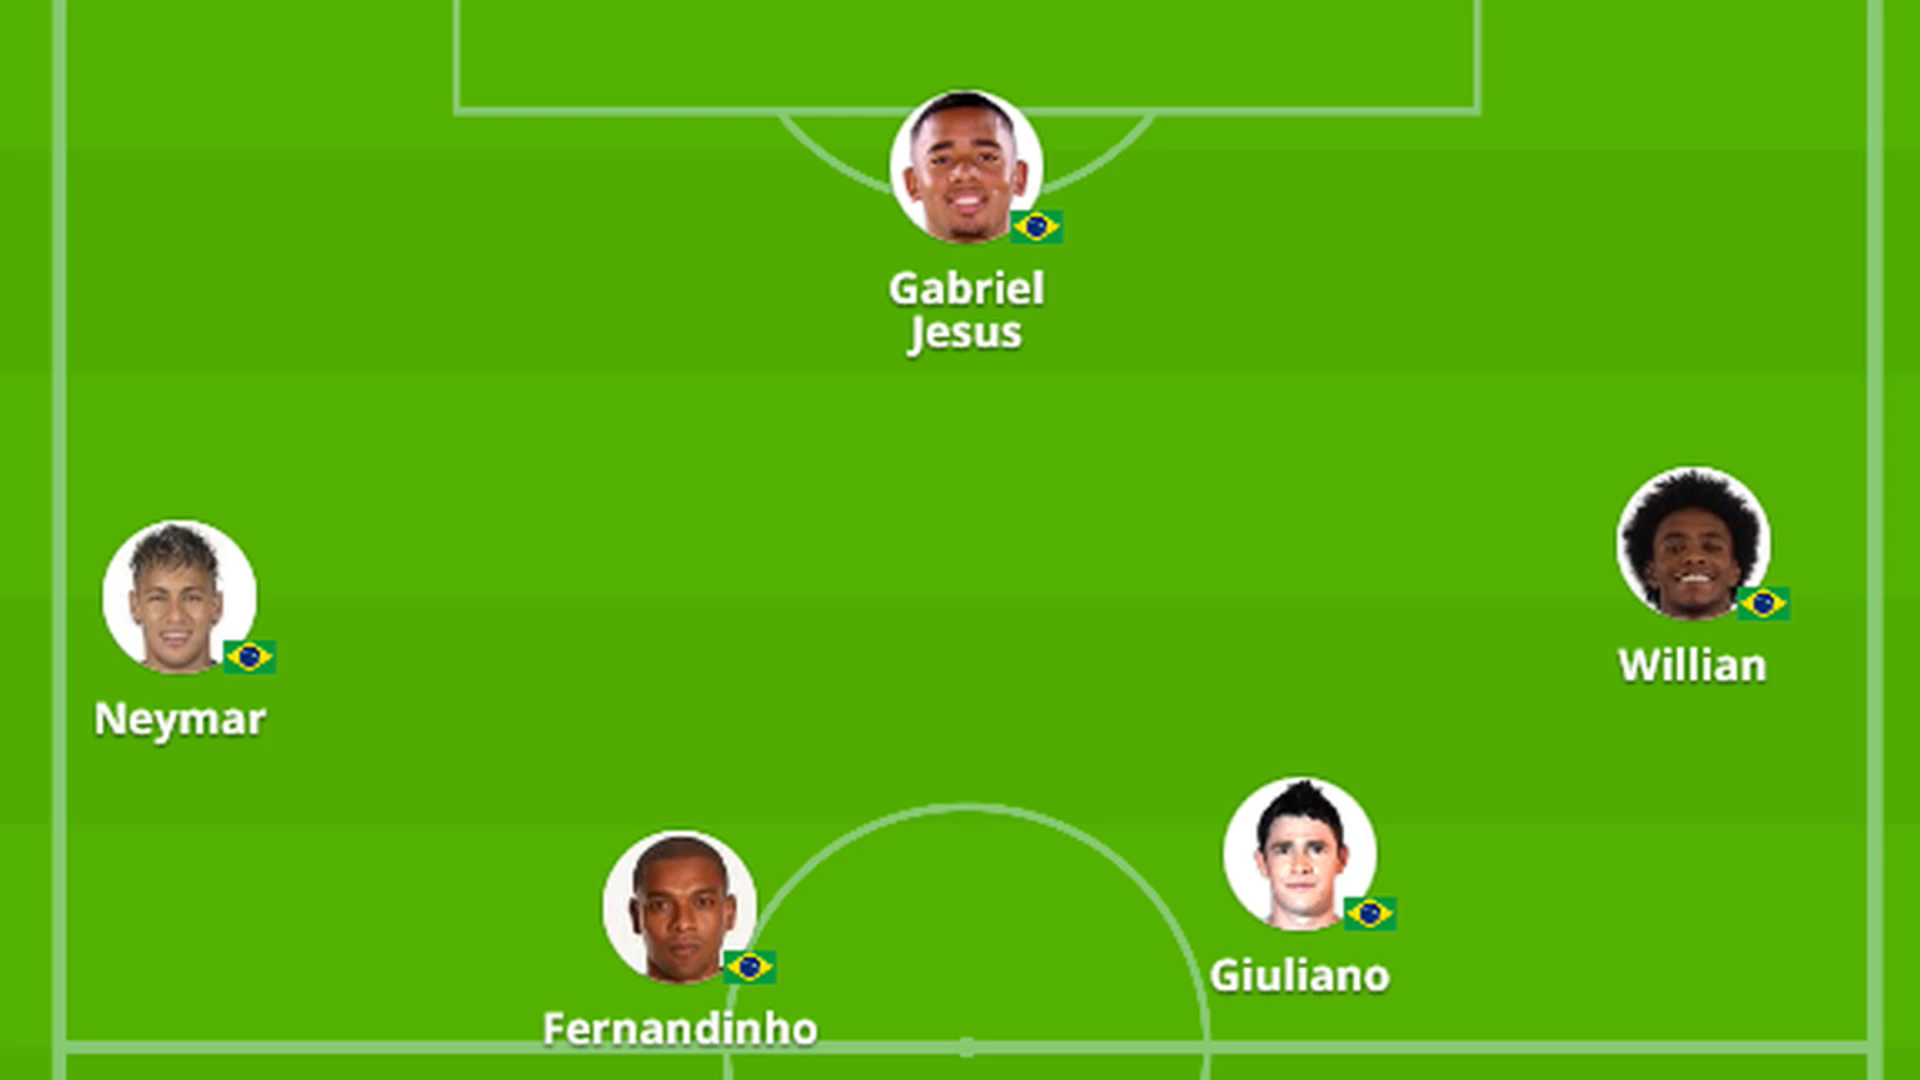 Gabriel
Jesus
Willian
Neymar
Giuliano
Fernandinho